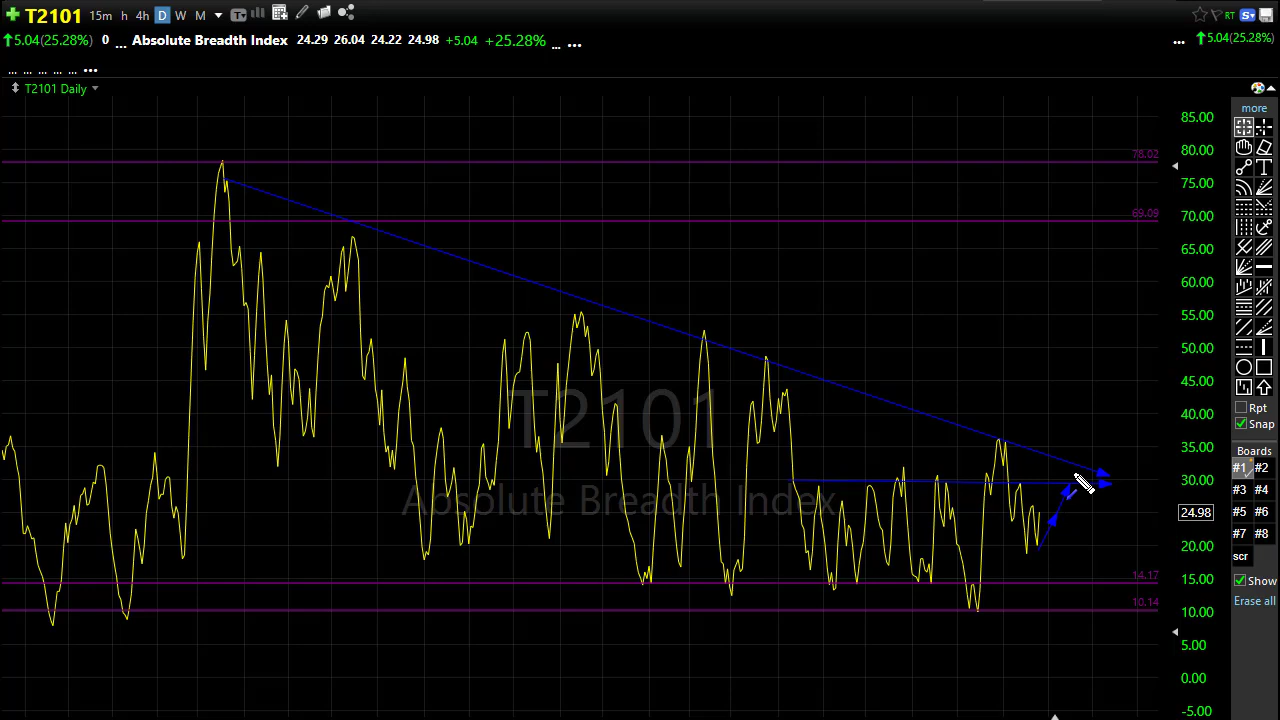 T2101 15m h 4h D W M T RT S
5.04(25.28%) 0 ... Absolute Breadth Index 24.29 26.04 24.22 24.98 +5.04 +25.28% ... ... ... 5.04(25.28%)
... ... ... ... ... ...
T2101 Daily
more
85.00
80.00
78.02
75.00
70.00
69.09
65.00
60.00
55.00
50.00
45.00
40.00
35.00
30.00
24.98
20.00
15.00
14.17
10.14
10.00
5.00
0.00
-5.00
T2101
Absolute Breadth Index
Rpt
Snap
Boards
#1 #2
#3 #4
#5 #6
#7 #8
scr
Show
Erase all